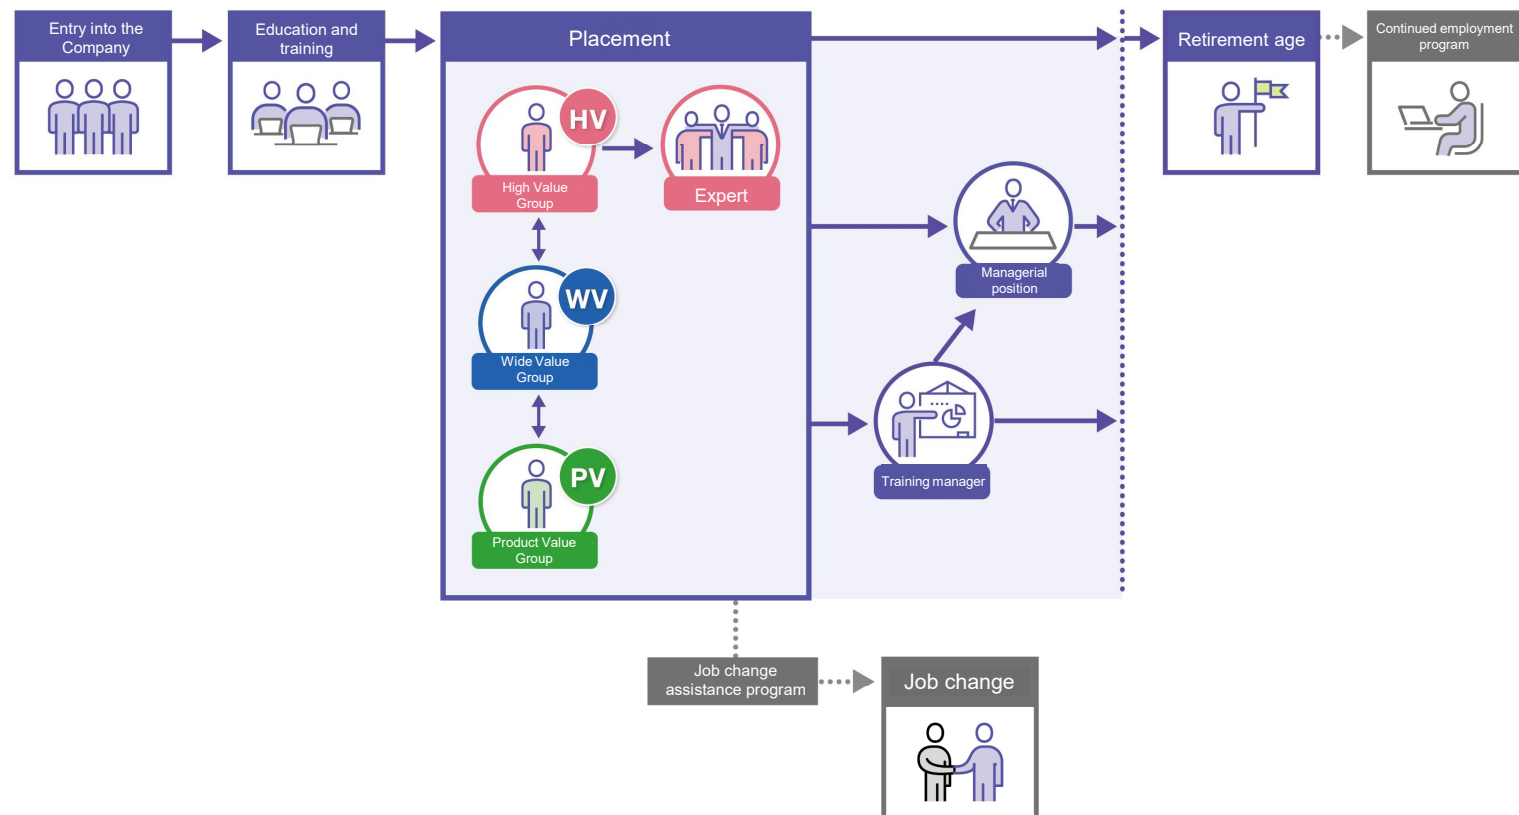 Entry into the
Company
Education and
training
Placement
Retirement age
Continued employment
program
HV
High Value
Group
Expert
WV
Wide Value
Group
PV
Product Value
Group
Managerial
position
Training manager
Job change
assistance program
Job change